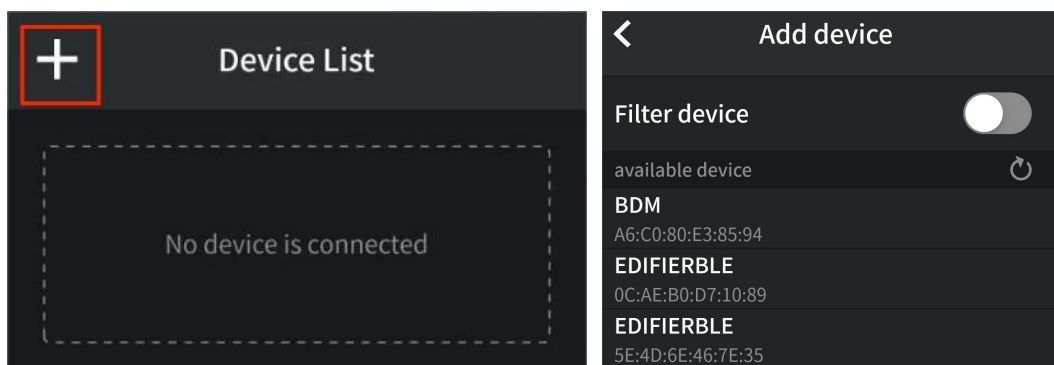 Device List
No device is connected
Add device
Filter device
available device
BDM
A6:C0:80:E3:85:94
EDIFIERBLE
0C:AE:B0:D7:10:89
EDIFIERBLE
5E:4D:6E:46:7E:35